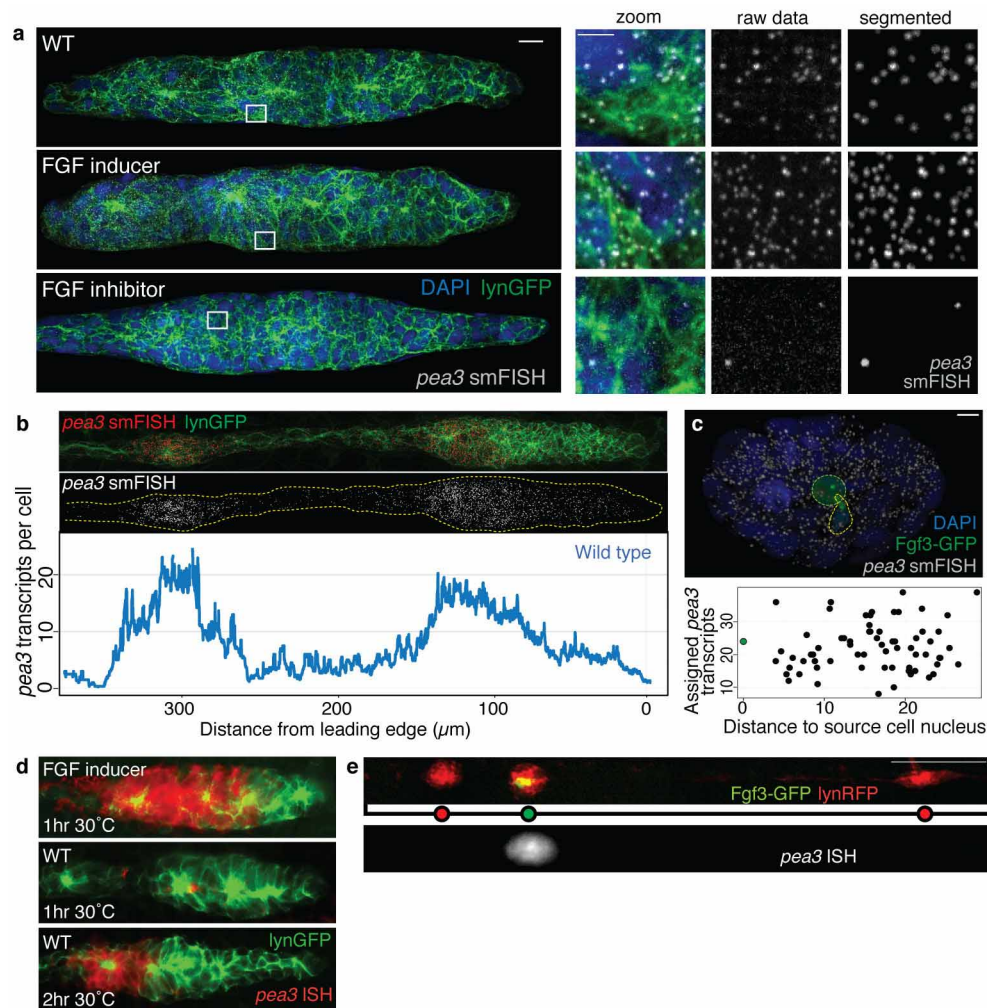 a
WT
FGF inducer
FGF inhibitor
DAPI lynGFP
pea3 smFISH
zoom
raw data
segmented
pea3
smFISH
b
pea3 smFISH lynGFP
pea3 smFISH
Wild type
pea3 transcripts per cell
20
10
0
300
200
100
0
Distance from leading edge (µm)
c
DAPI
Fgf3-GFP
pea3 smFISH
Assigned pea3
transcripts
30
20
10
0
10
20
Distance to source cell nucleus
d
FGF inducer
1hr 30˚C
WT
1hr 30˚C
WT
lynGFP
2hr 30˚C
pea3 ISH
e
Fgf3-GFP lynRFP
pea3 ISH